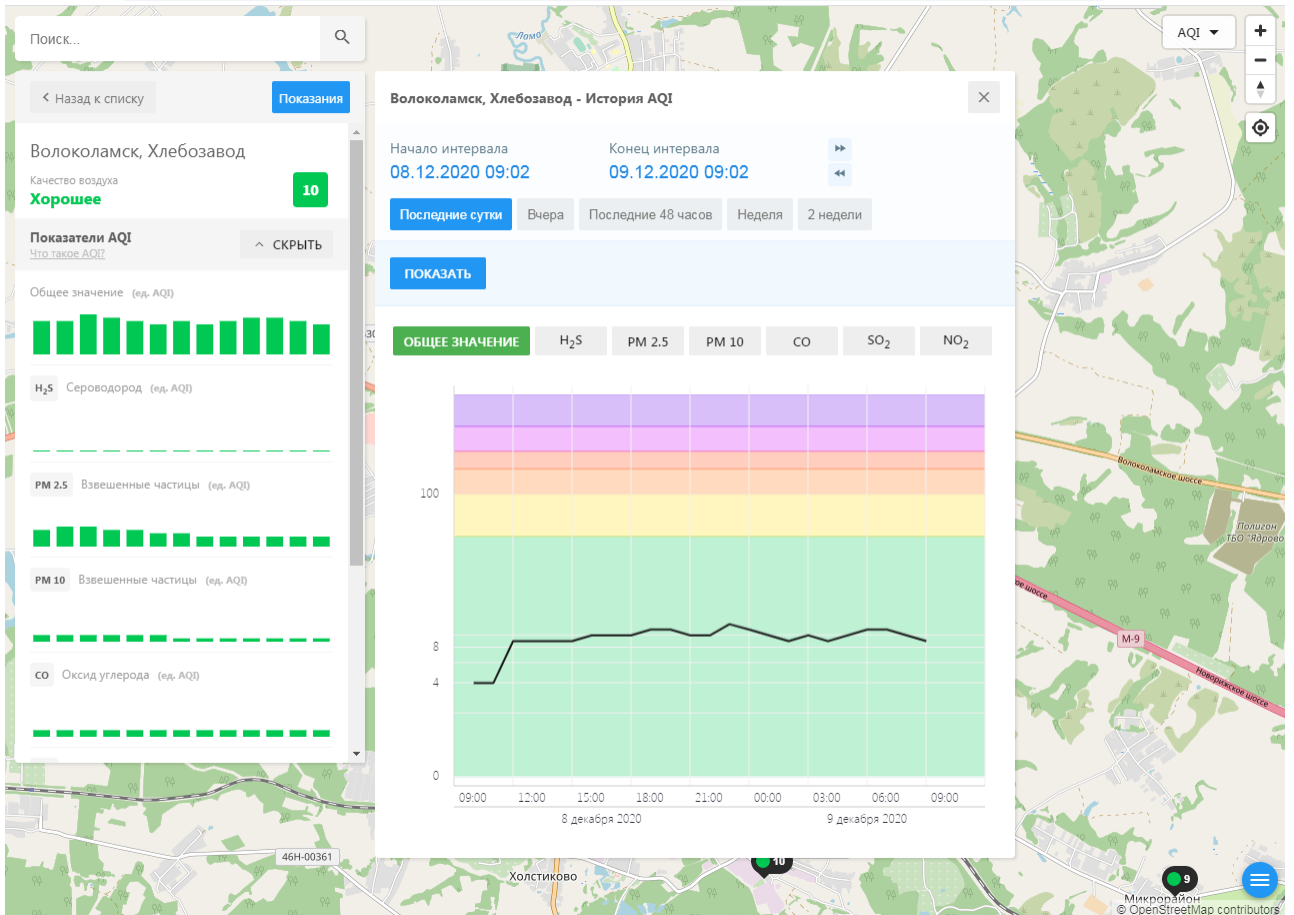 Поиск...
AQI
Ломо
Назад к списку
Показания
Волоколамск, Хлебозавод
Качество воздуха
Хорошее
10
Показатели AQI
Что такое AQI?
СКРЫТЬ
Общее значение (ед. AQI)
H2S Сероводород (ед. AQI)
PM 2.5 Взвешенные частицы (ед. AQI)
PM 10 Взвешенные частицы (ед. AQI)
CO Оксид углерода (ед. AQI)
Волоколамск, Хлебозавод - История AQI
Начало интервала
08.12.2020 09:02
Конец интервала
09.12.2020 09:02
Последние сутки
Вчера
Последние 48 часов
Неделя
2 недели
ПОКАЗАТЬ
ОБЩЕЕ ЗНАЧЕНИЕ
H2S
PM 2.5
PM 10
CO
SO2
NO2
100
8
4
0
09:00 12:00 15:00 18:00 21:00 00:00 03:00 06:00 09:00
8 декабря 2020
9 декабря 2020
Волоколамское шоссе
Полигон
ТБО "Ядрово
М-9
Новорижское шоссе
шоссе
46Н-00361
Холстиково
10
9
Микрорайон
© OpenStreetMap contributors